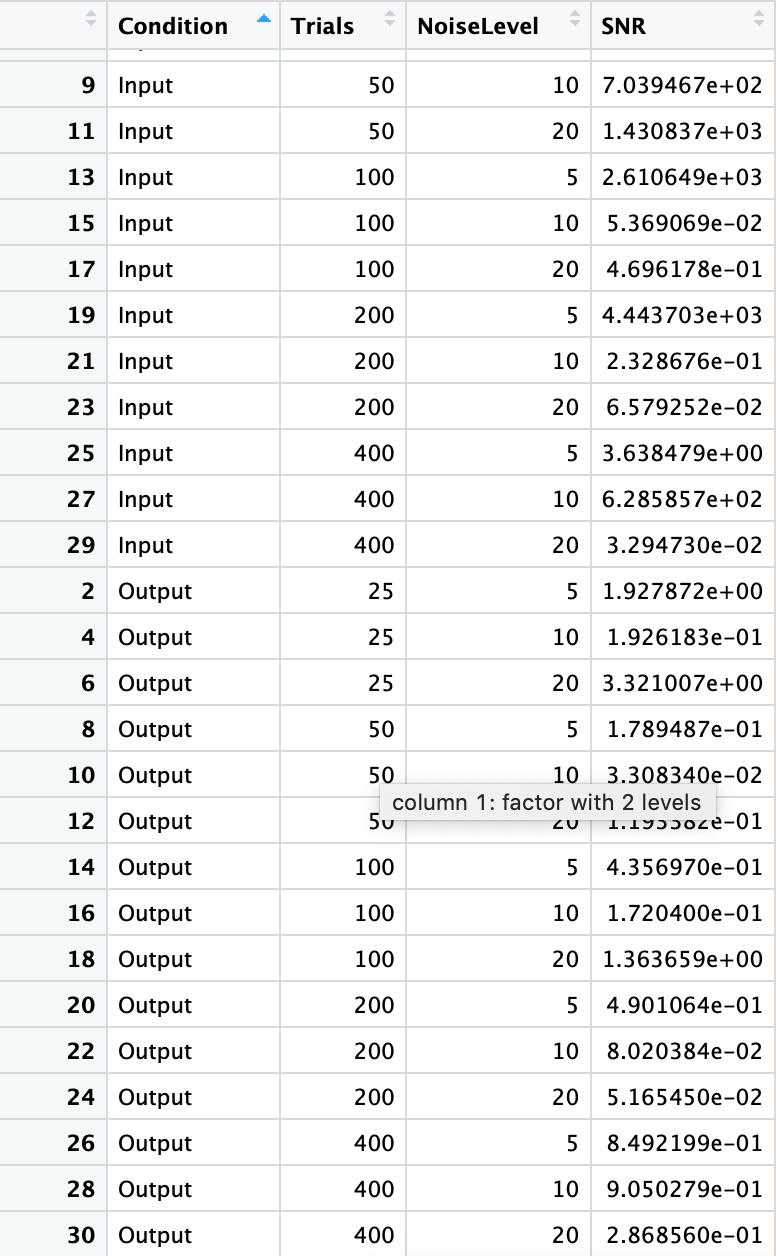 Condition Trials NoiseLevel SNR
9 Input 50 10 7.039467e+02
11 Input 50 20 1.430837e+03
13 Input 100 5 2.610649e+03
15 Input 100 10 5.369069e-02
17 Input 100 20 4.696178e-01
19 Input 200 5 4.443703e+03
21 Input 200 10 2.328676e-01
23 Input 200 20 6.579252e-02
25 Input 400 5 3.638479e+00
27 Input 400 10 6.285857e+02
29 Input 400 20 3.294730e-02
2 Output 25 5 1.927872e+00
4 Output 25 10 1.926183e-01
6 Output 25 20 3.321007e+00
8 Output 50 5 1.789487e-01
10 Output 50 10 3.308340e-02
column 1: factor with 2 levels
12 Output 50 20 1.193382e-01
14 Output 100 5 4.356970e-01
16 Output 100 10 1.720400e-01
18 Output 100 20 1.363659e+00
20 Output 200 5 4.901064e-01
22 Output 200 10 8.020384e-02
24 Output 200 20 5.165450e-02
26 Output 400 5 8.492199e-01
28 Output 400 10 9.050279e-01
30 Output 400 20 2.868560e-01